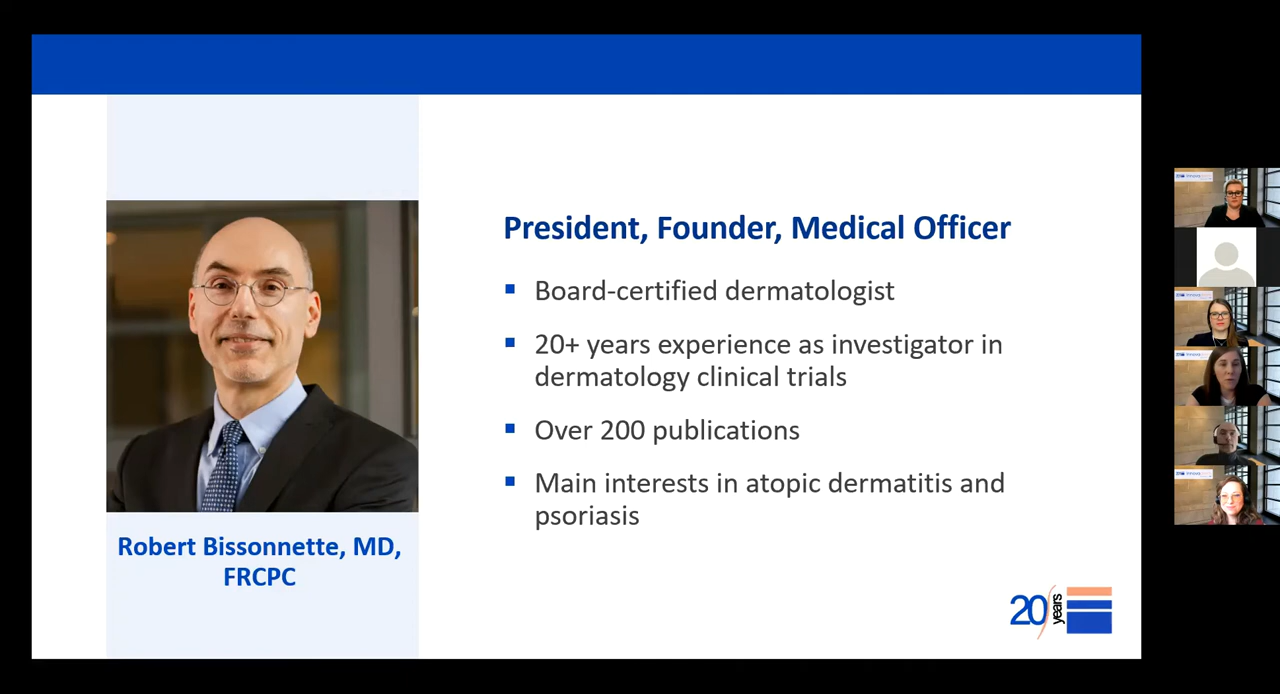 President, Founder, Medical Officer
Board-certified dermatologist
20+ years experience as investigator in
dermatology clinical trials
Over 200 publications
Main interests in atopic dermatitis and
psoriasis
Robert Bissonnette, MD,
FRCPC
20 years